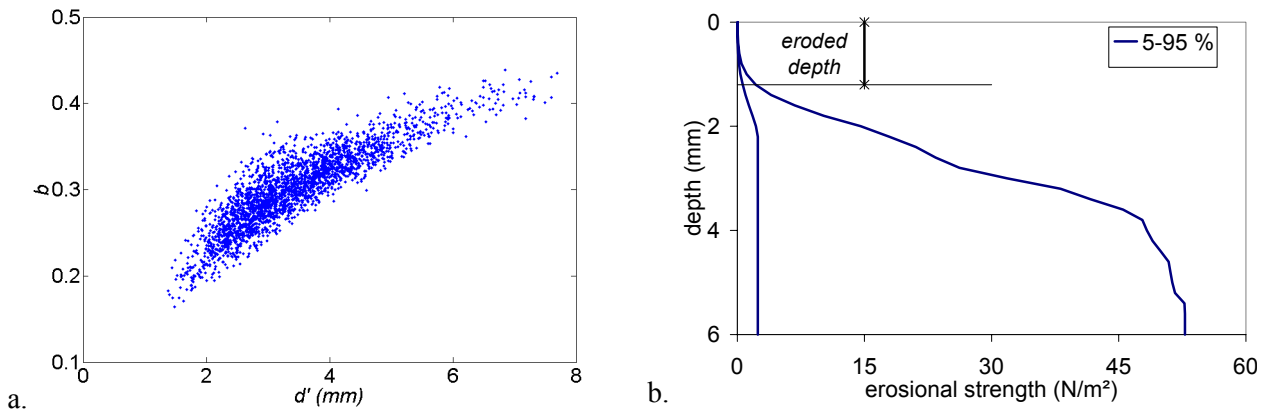 0.5
0.4
0.3
0.2
0.1
b
0 2 4 6 8
d' (mm)
a.
0
2
4
6
depth (mm)
eroded
depth
5-95 %
0 15 30 45 60
erosional strength (N/m²)
b.